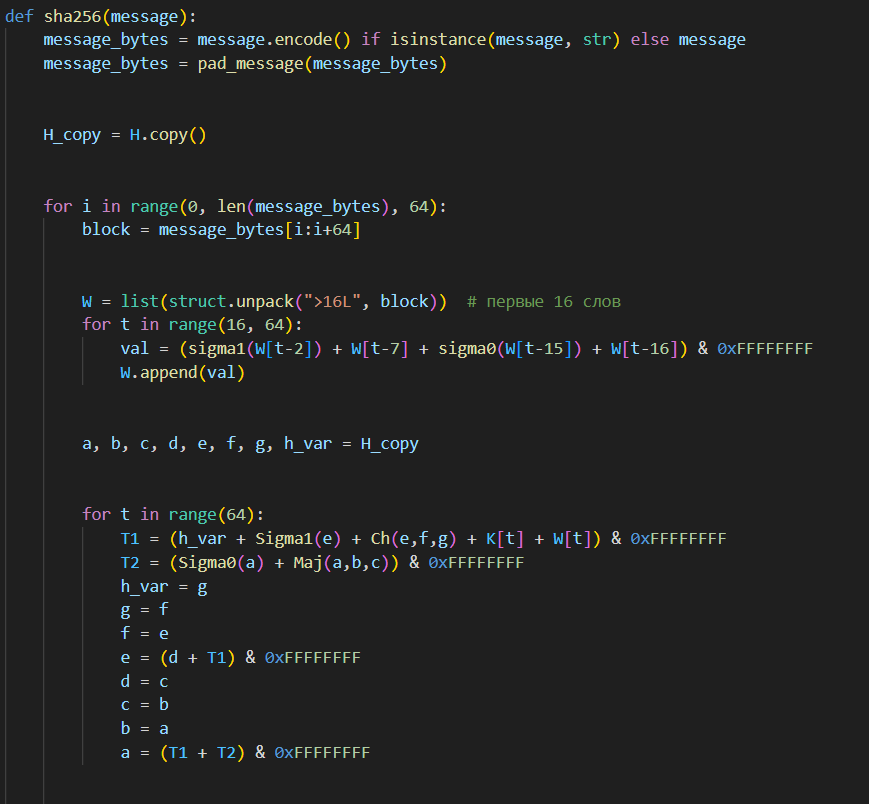 def sha256(message):
    message_bytes = message.encode() if isinstance(message, str) else message
    message_bytes = pad_message(message_bytes)
    H_copy = H.copy()
    for i in range(0, len(message_bytes), 64):
        block = message_bytes[i:i+64]
        W = list(struct.unpack(">16L", block))  # первые 16 слов
        for t in range(16, 64):
            val = (sigma1(W[t-2]) + W[t-7] + sigma0(W[t-15]) + W[t-16]) & 0xFFFFFFFF
            W.append(val)
        a, b, c, d, e, f, g, h_var = H_copy
        for t in range(64):
            T1 = (h_var + Sigma1(e) + Ch(e,f,g) + K[t] + W[t]) & 0xFFFFFFFF
            T2 = (Sigma0(a) + Maj(a,b,c)) & 0xFFFFFFFF
            h_var = g
            g = f
            f = e
            e = (d + T1) & 0xFFFFFFFF
            d = c
            c = b
            b = a
            a = (T1 + T2) & 0xFFFFFFFF